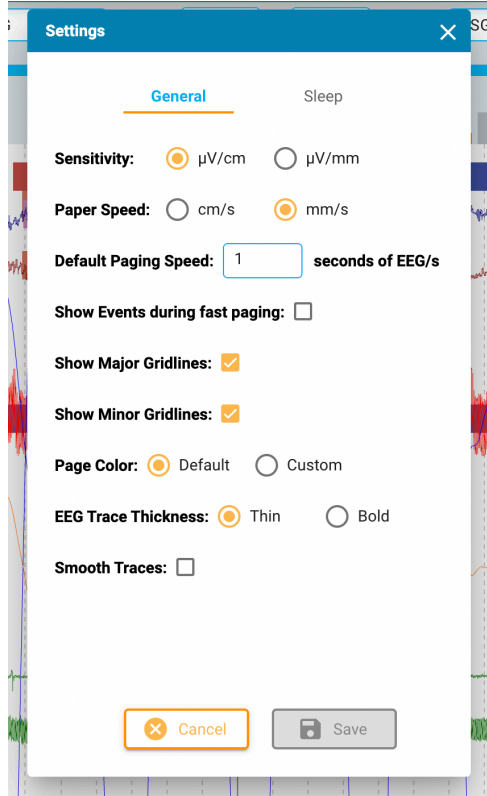 Settings
General Sleep
Sensitivity: µV/cm µV/mm
Paper Speed: cm/s mm/s
Default Paging Speed: 1 seconds of EEG/s
Show Events during fast paging:
Show Major Gridlines:
Show Minor Gridlines:
Page Color: Default Custom
EEG Trace Thickness: Thin Bold
Smooth Traces:
Cancel Save